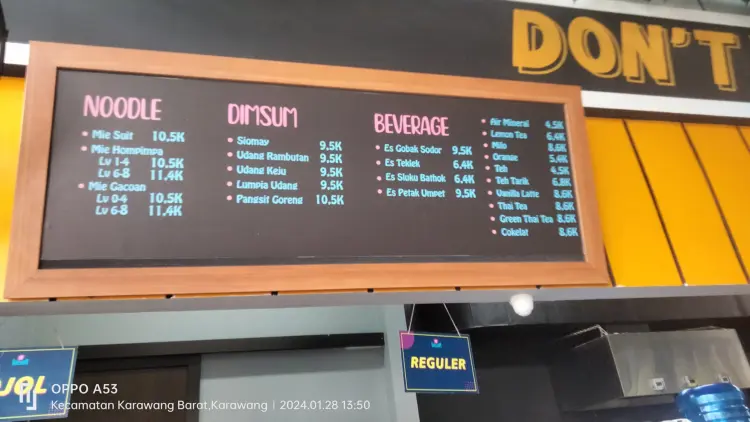 DON'T
NOODLE
Mie Suit 10,5K
Mie Hompimpa
Lv 1-4 10,5K
Lv 6-8 11,4K
Mie Gacoan
Lv 0-4 10,5K
Lv 6-8 11,4K
DIMSUM
Siomay 9,5K
Udang Rambutan 9,5K
Udang Keju 9,5K
Lumpia Udang 9,5K
Pangsit Goreng 10,5K
BEVERAGE
Es Gobak Sodor 9,5K
Es Teklek 6,4K
Es Sluku Bathok 6,4K
Es Petak Umpet 9,5K
Air Mineral 4,5K
Lemon Tea 6,4K
Milo 8,6K
Orange 5,4K
Teh 4,5K
Teh Tarik 6,8K
Vanilla Latte 8,6K
Thai Tea 8,6K
Green Thai Tea 8,6K
Cokelat 8,6K
REGULER
OJOL
OPPO A53
Kecamatan Karawang Barat,Karawang | 2024.01.28 13:50